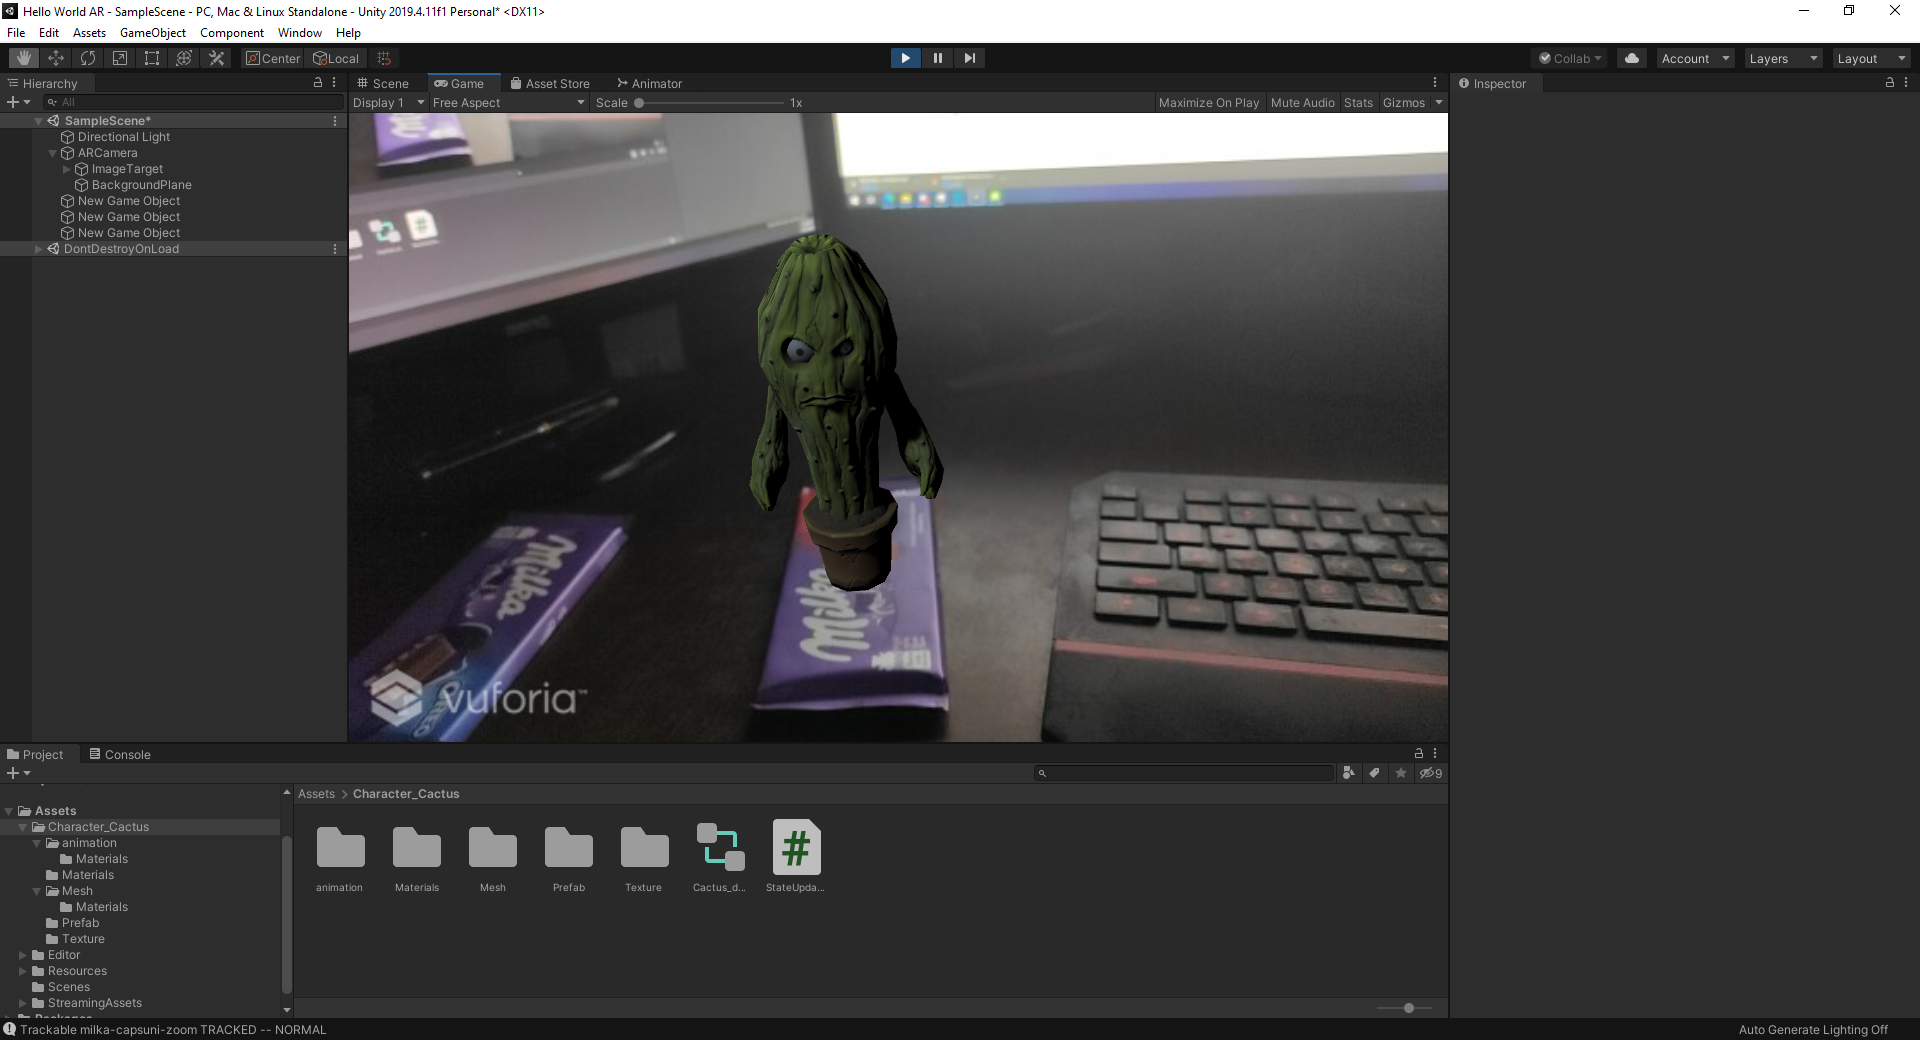 Hello World AR - SampleScene - PC, Mac & Linux Standalone - Unity 2019.4.11f1 Personal* <DX11>
File Edit Assets GameObject Component Window Help
Center Local Collab Account Layers Layout
Hierarchy
All
SampleScene*
Directional Light
ARCamera
ImageTarget
BackgroundPlane
New Game Object
New Game Object
New Game Object
DontDestroyOnLoad
Scene Game Asset Store Animator
Display 1 Free Aspect Scale 1x Maximize On Play Mute Audio Stats Gizmos
Milka
Milka
OREO
vuforia™
Inspector
Project Console
9
Assets
Character_Cactus
animation
Materials
Materials
Mesh
Materials
Prefab
Texture
Editor
Resources
Scenes
StreamingAssets
Packages
Assets > Character_Cactus
animation Materials Mesh Prefab Texture Cactus_d... StateUpda...
Trackable milka-capsuni-zoom TRACKED -- NORMAL
Auto Generate Lighting Off